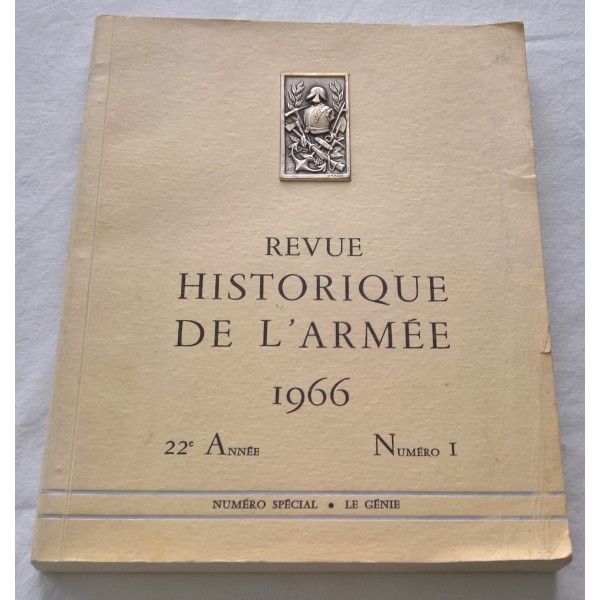 REVUE
HISTORIQUE
DE L'ARMÉE
1966
22e ANNÉE NUMÉRO I
NUMÉRO SPÉCIAL • LE GÉNIE